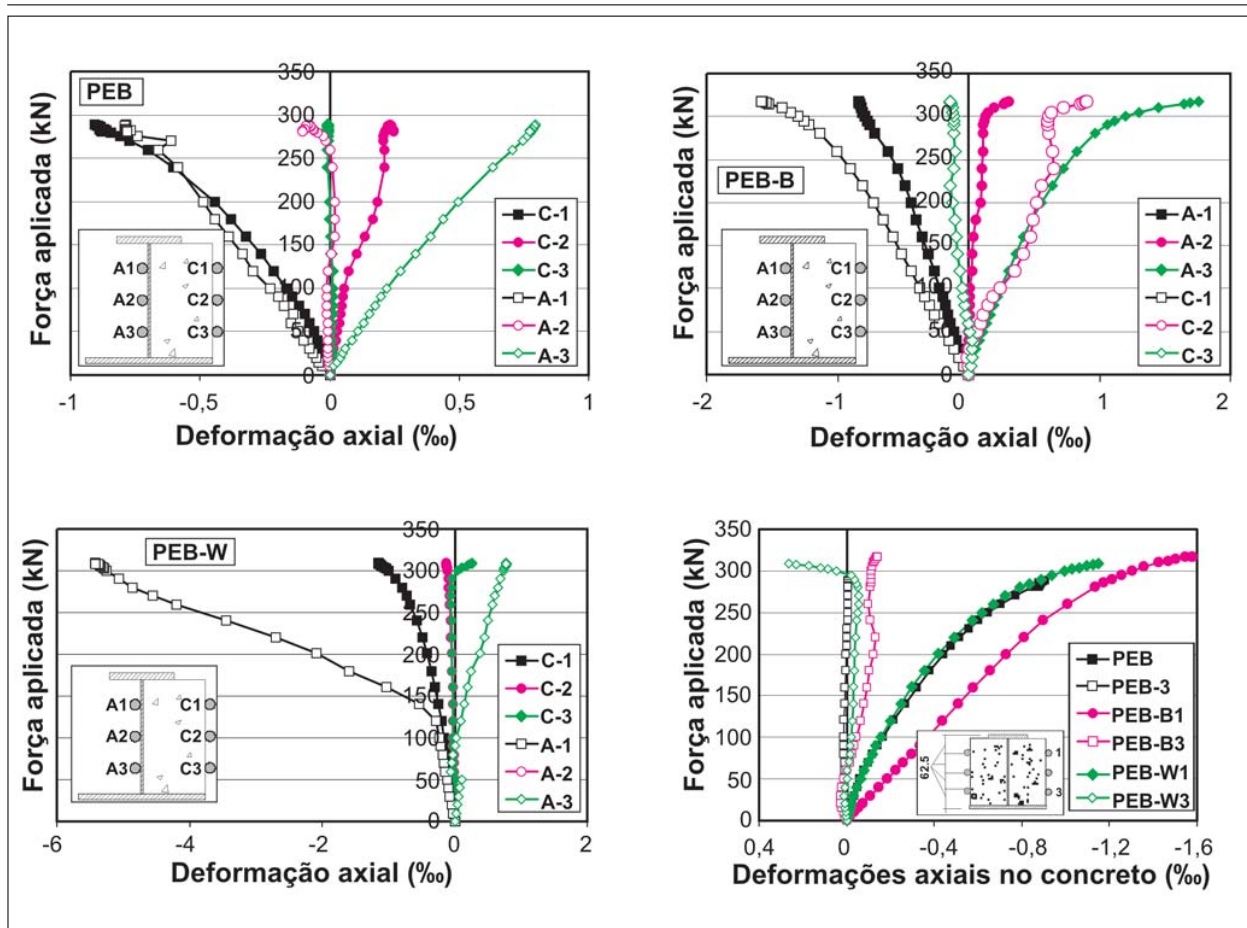 PEB
Força aplicada (kN)
350
300
250
200
150
100
50
0
-1 -0,5 0 0,5 1
Deformação axial (‰)
A1 C1
A2 C2
A3 C3
C-1
C-2
C-3
A-1
A-2
A-3
PEB-B
Força aplicada (kN)
350
300
250
200
150
100
50
0
-2 -1 0 1 2
Deformação axial (‰)
A1 C1
A2 C2
A3 C3
A-1
A-2
A-3
C-1
C-2
C-3
PEB-W
Força aplicada (kN)
350
300
250
200
150
100
50
0
-6 -4 -2 0 2
Deformação axial (‰)
A1 C1
A2 C2
A3 C3
C-1
C-2
C-3
A-1
A-2
A-3
Força aplicada (kN)
350
300
250
200
150
100
50
0
0,4 0 -0,4 -0,8 -1,2 -1,6
Deformações axiais no concreto (‰)
62.5
1
3
PEB
PEB-3
PEB-B1
PEB-B3
PEB-W1
PEB-W3